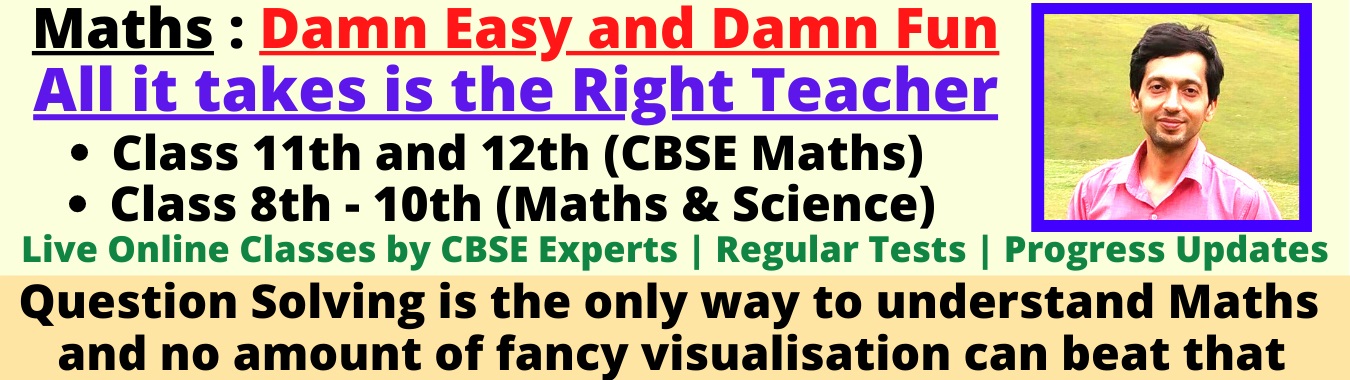 Maths : Damn Easy and Damn Fun
All it takes is the Right Teacher
• Class 11th and 12th (CBSE Maths)
• Class 8th - 10th (Maths & Science)
Live Online Classes by CBSE Experts | Regular Tests | Progress Updates
Question Solving is the only way to understand Maths
and no amount of fancy visualisation can beat that